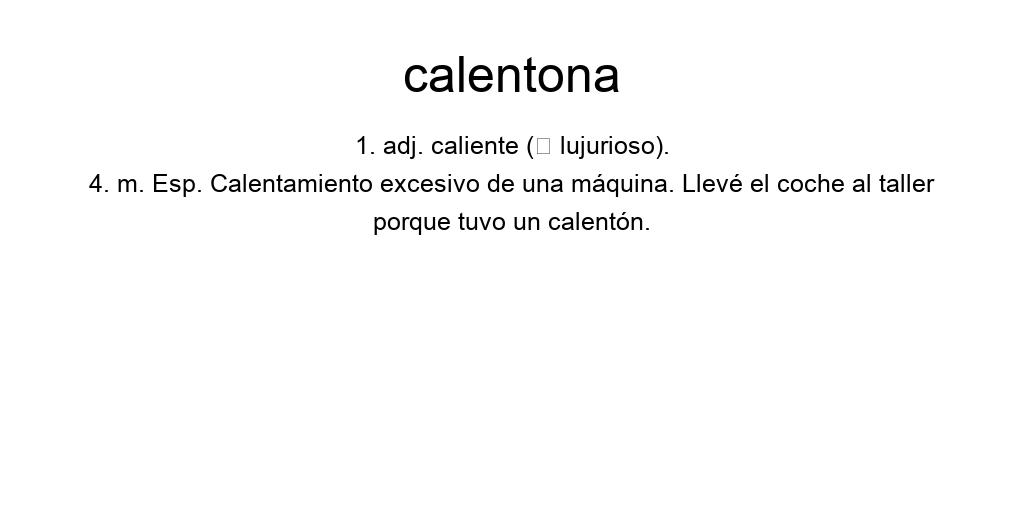 calentona
1. adj. caliente (▯ lujurioso).
4. m. Esp. Calentamiento excesivo de una máquina. Llevé el coche al taller
porque tuvo un calentón.